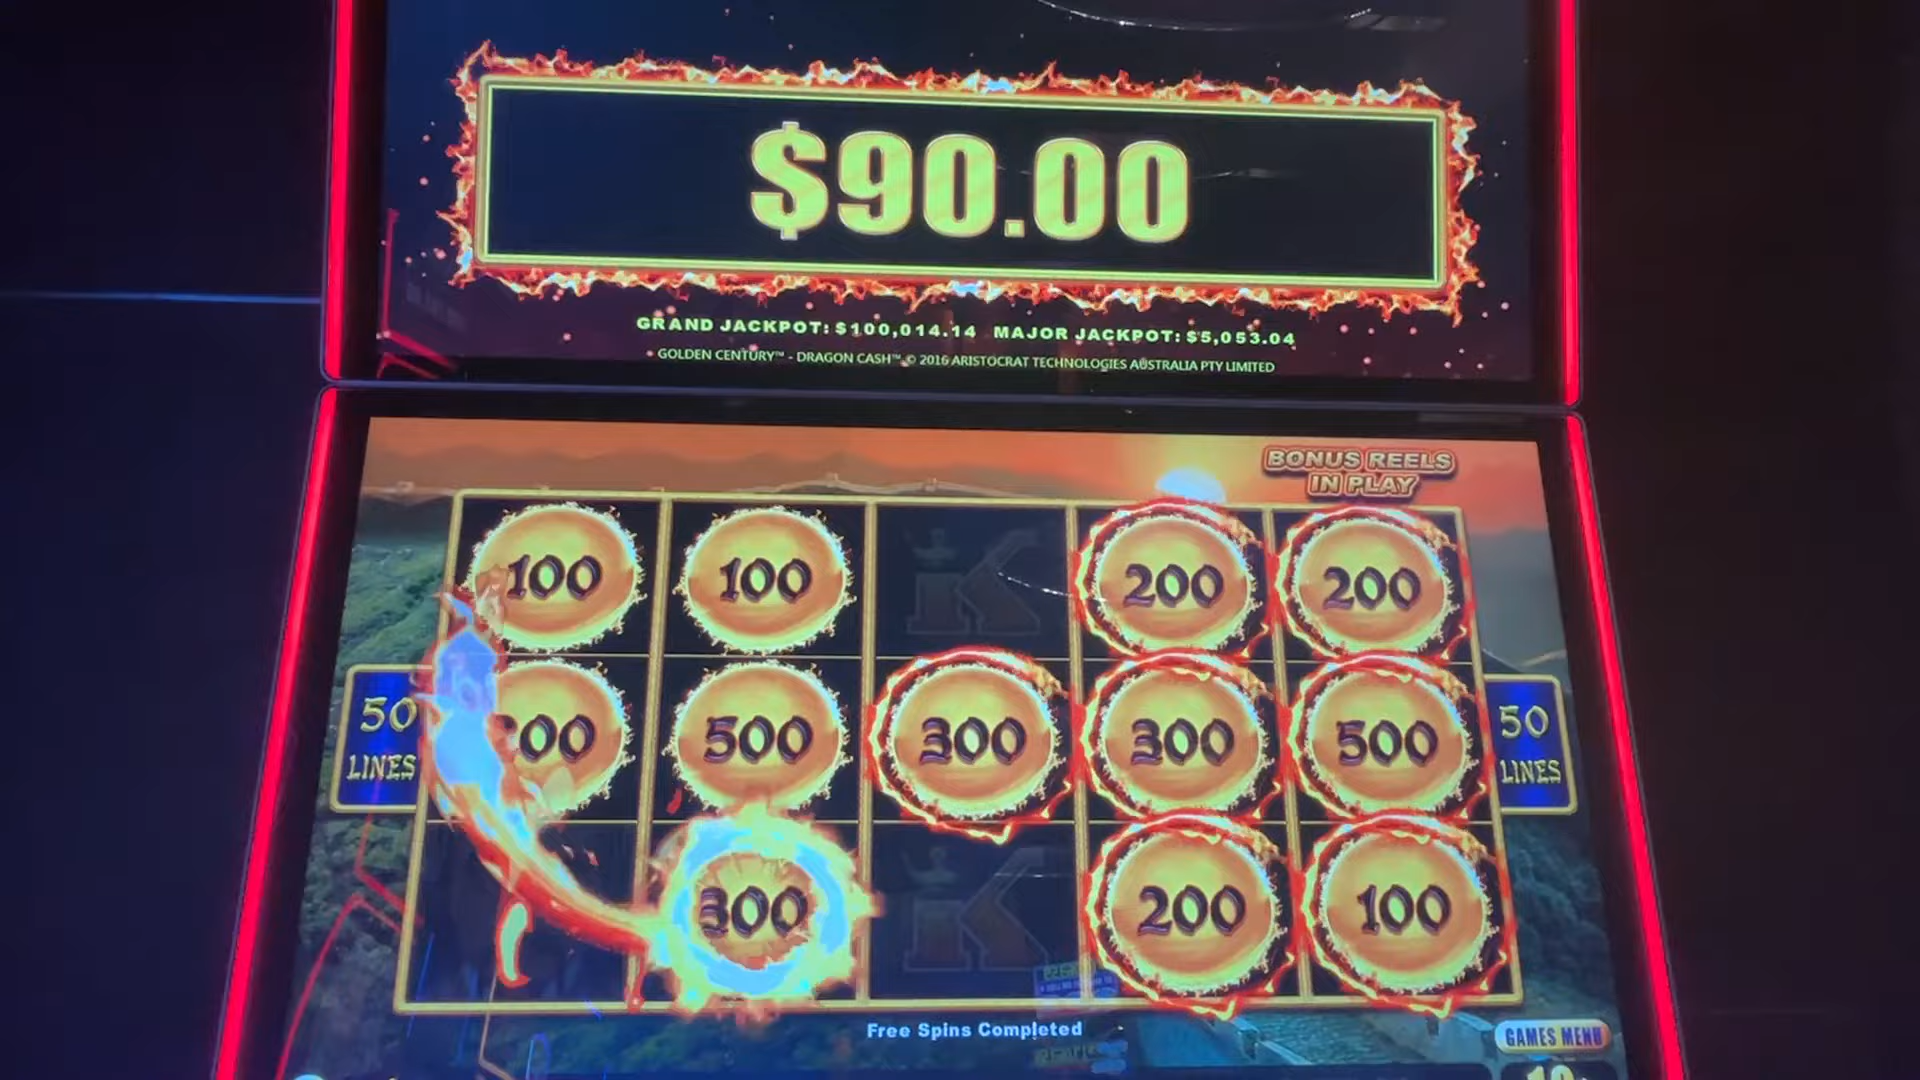 $90.00
GRAND JACKPOT: $100,014.14 MAJOR JACKPOT: $5,053.04
GOLDEN CENTURY™ - DRAGON CASH™ © 2016 ARISTOCRAT TECHNOLOGIES AUSTRALIA PTY LIMITED
BONUS REELS
IN PLAY
100 100 K 200 200
50
LINES
500 300 300 500
50
LINES
300 K 200 100
Free Spins Completed
GAMES MENU